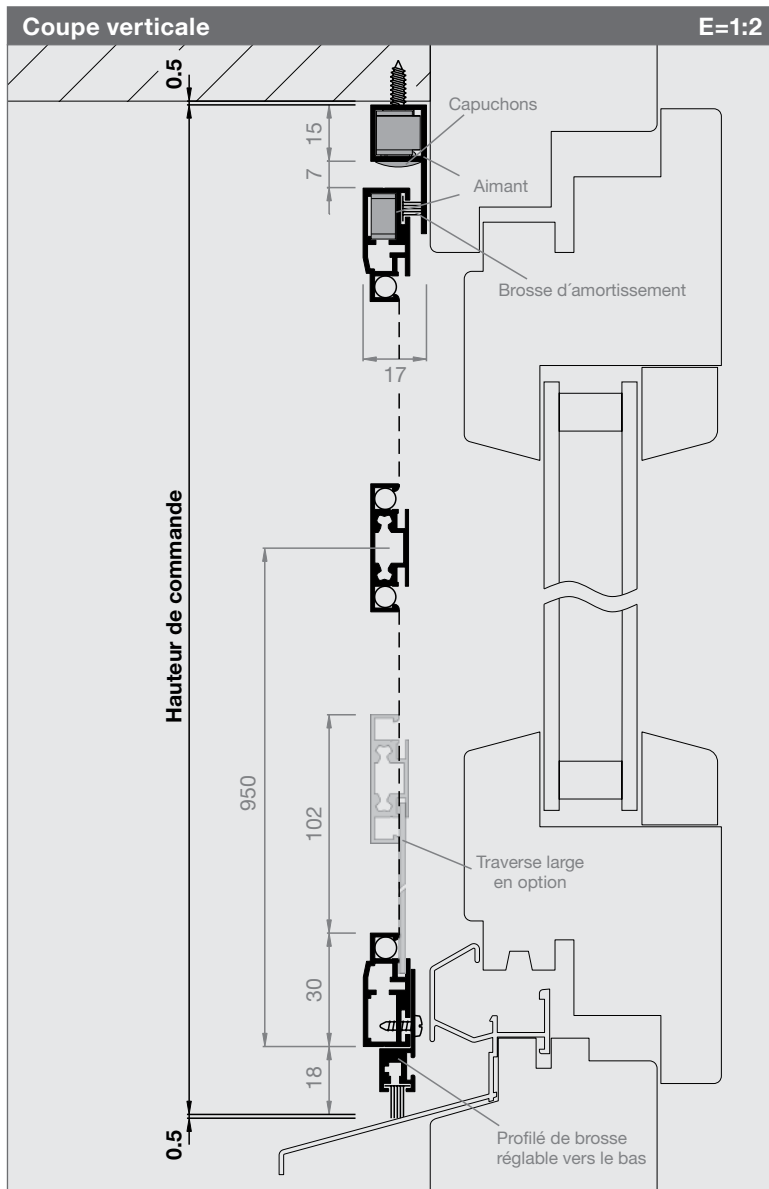 Coupe verticale
E=1:2
0.5
Capuchons
15
7
Aimant
Brosse d´amortissement
17
Hauteur de commande
950
102
Traverse large
en option
30
18
0.5
Profilé de brosse
réglable vers le bas